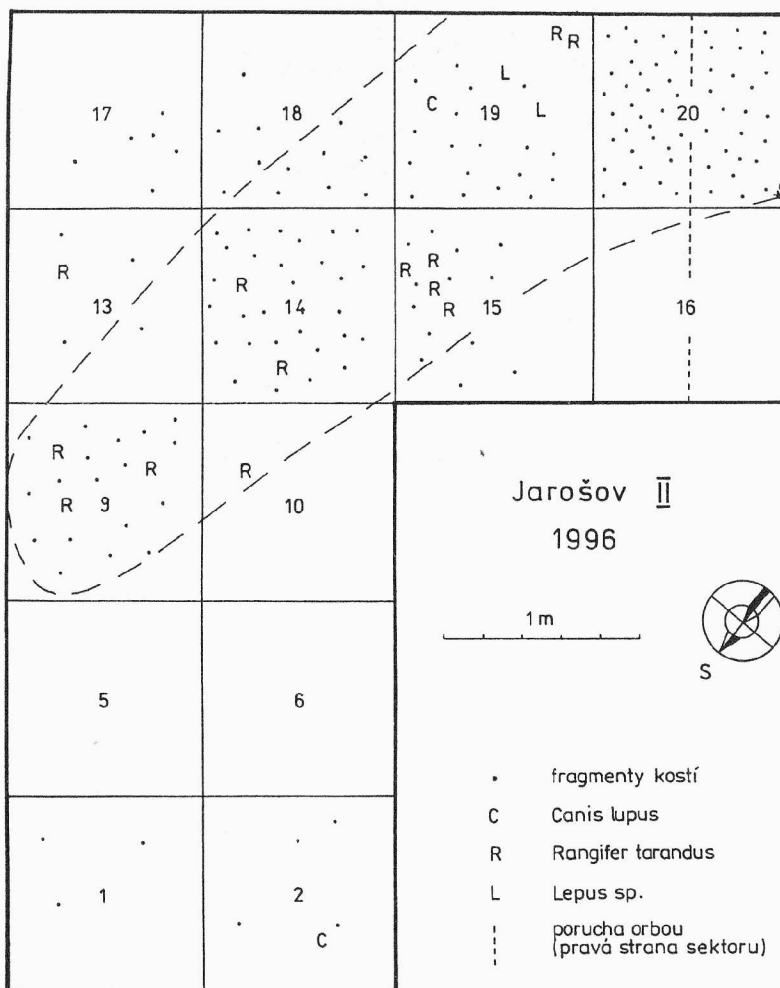 R R
L
C
L
17
18
19
20
R
R
R
R
R
R
R
13
14
15
16
R
R
R
R
9
10
Jarošov II
1996
1 m
S
5
6
• fragmenty kostí
C Canis lupus
R Rangifer tarandus
L Lepus sp.
porucha orbou
(pravá strana sektoru)
1
2
C